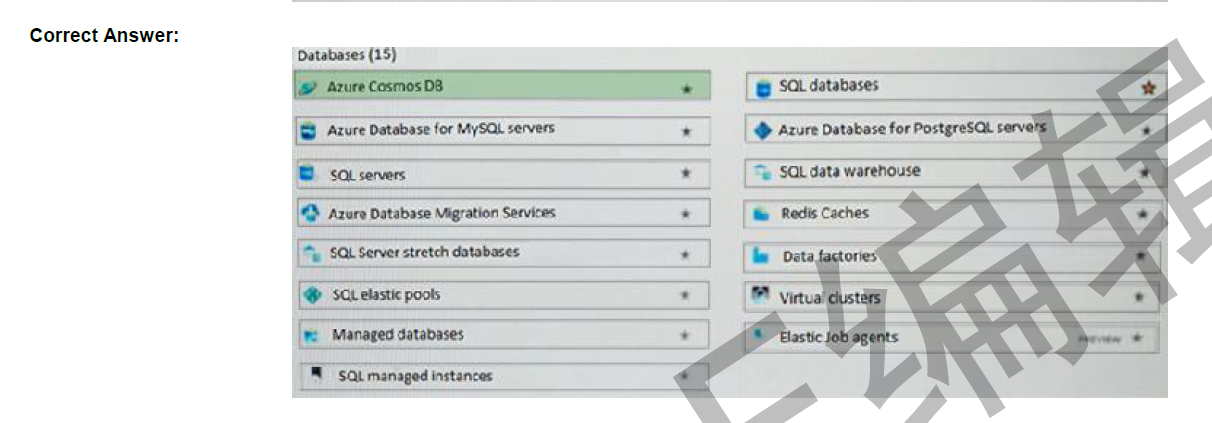 Correct Answer:
Databases (15)
Azure Cosmos DB
SQL databases
Azure Database for MySQL servers
Azure Database for PostgreSQL servers
SQL servers
SQL data warehouse
Azure Database Migration Services
Redis Caches
SQL Server stretch databases
Data factories
SQL elastic pools
Virtual clusters
Managed databases
Elastic Job agents
PREVIEW
SQL managed instances
编辑